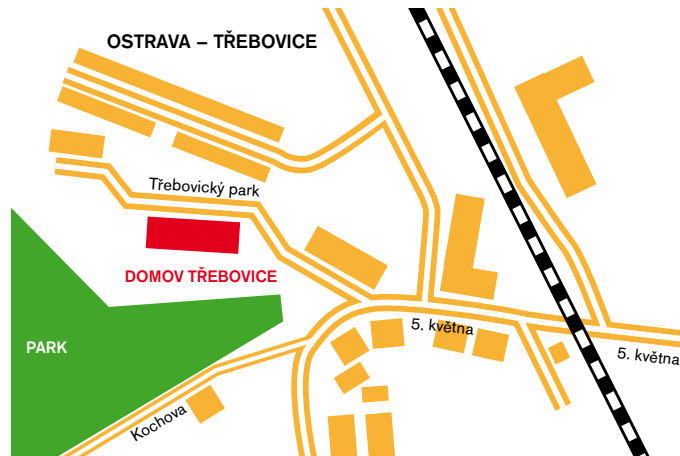 OSTRAVA – TŘEBOVICE
Třebovický park
DOMOV TŘEBOVICE
PARK
5. května
5. května
Kochova